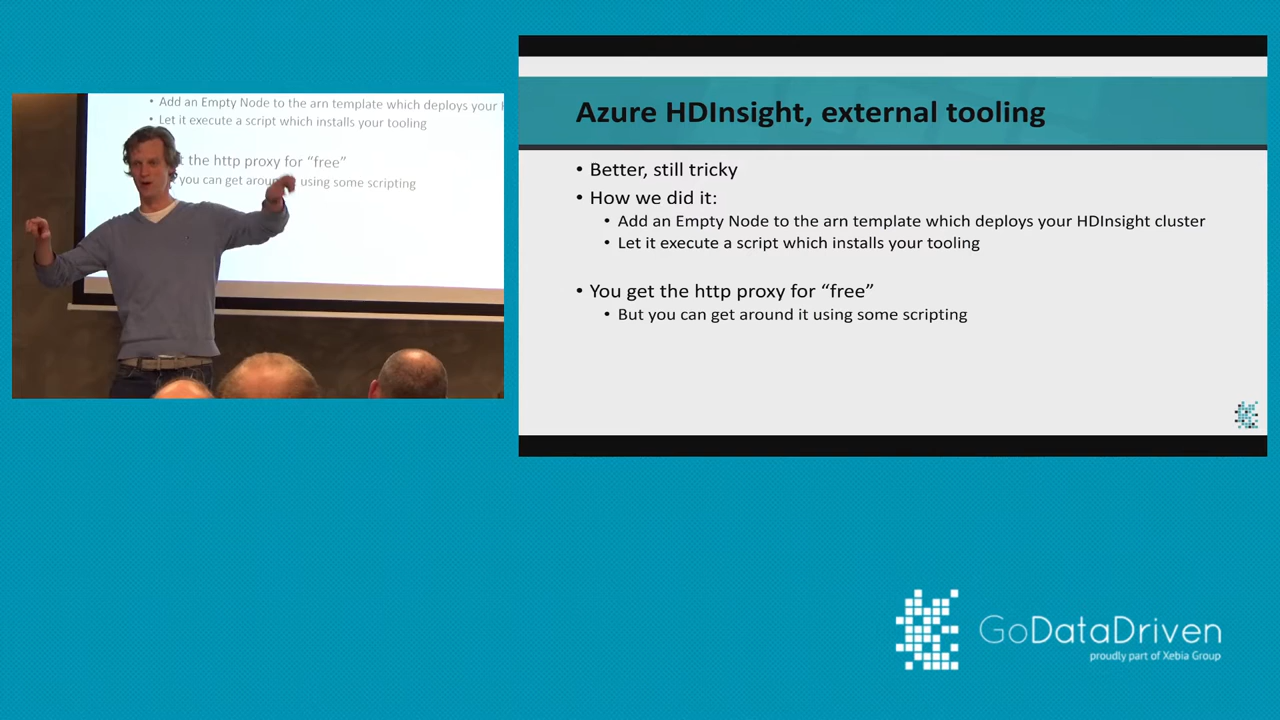 Add an Empty Node to the arn template which deploys your H
Let it execute a script which installs your tooling
t the http proxy for “free”
you can get around using some scripting
Azure HDInsight, external tooling
• Better, still tricky
• How we did it:
• Add an Empty Node to the arn template which deploys your HDInsight cluster
• Let it execute a script which installs your tooling
• You get the http proxy for “free”
• But you can get around it using some scripting
GoDataDriven
proudly part of Xebia Group